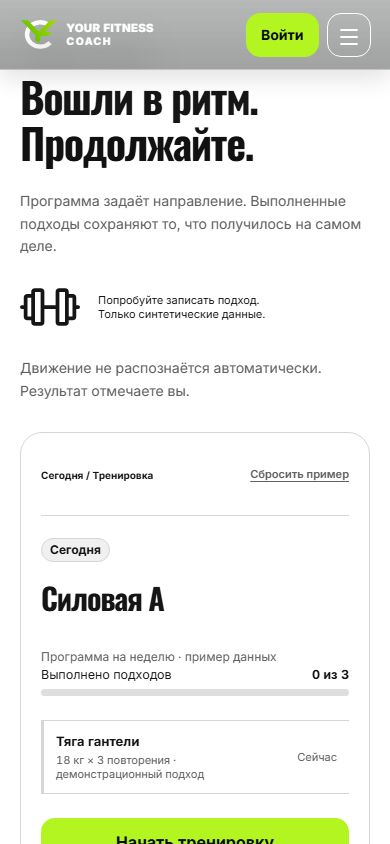 YOUR FITNESS
COACH
Войти
Вошли в ритм.
Продолжайте.
Программа задаёт направление. Выполненные
подходы сохраняют то, что получилось на самом
деле.
Попробуйте записать подход.
Только синтетические данные.
Движение не распознаётся автоматически.
Результат отмечаете вы.
Сегодня / Тренировка
Сбросить пример
Сегодня
Силовая А
Программа на неделю · пример данных
Выполнено подходов
0 из 3
Тяга гантели
18 кг × 3 повторения ·
демонстрационный подход
Сейчас
Начать тренировку